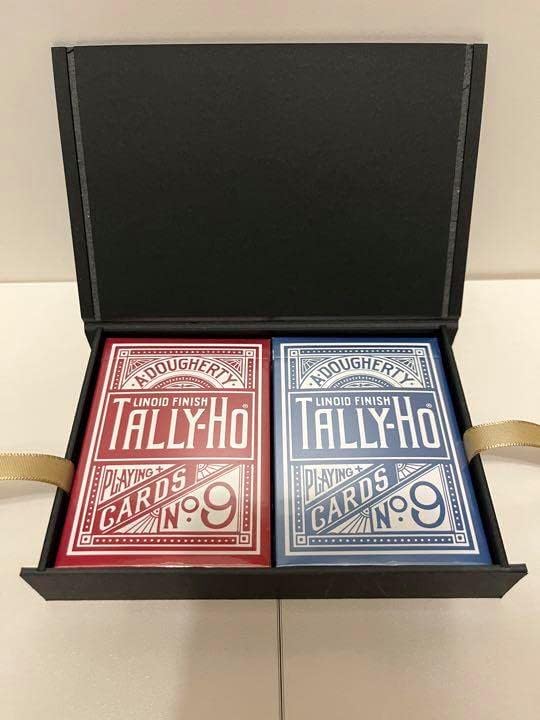 A.DOUGHERTY.
LINOID FINISH
TALLY-HO®
PLAYING +
CARDS
No.9
A.DOUGHERTY.
LINOID FINISH
TALLY-HO®
PLAYING +
CARDS
No.9